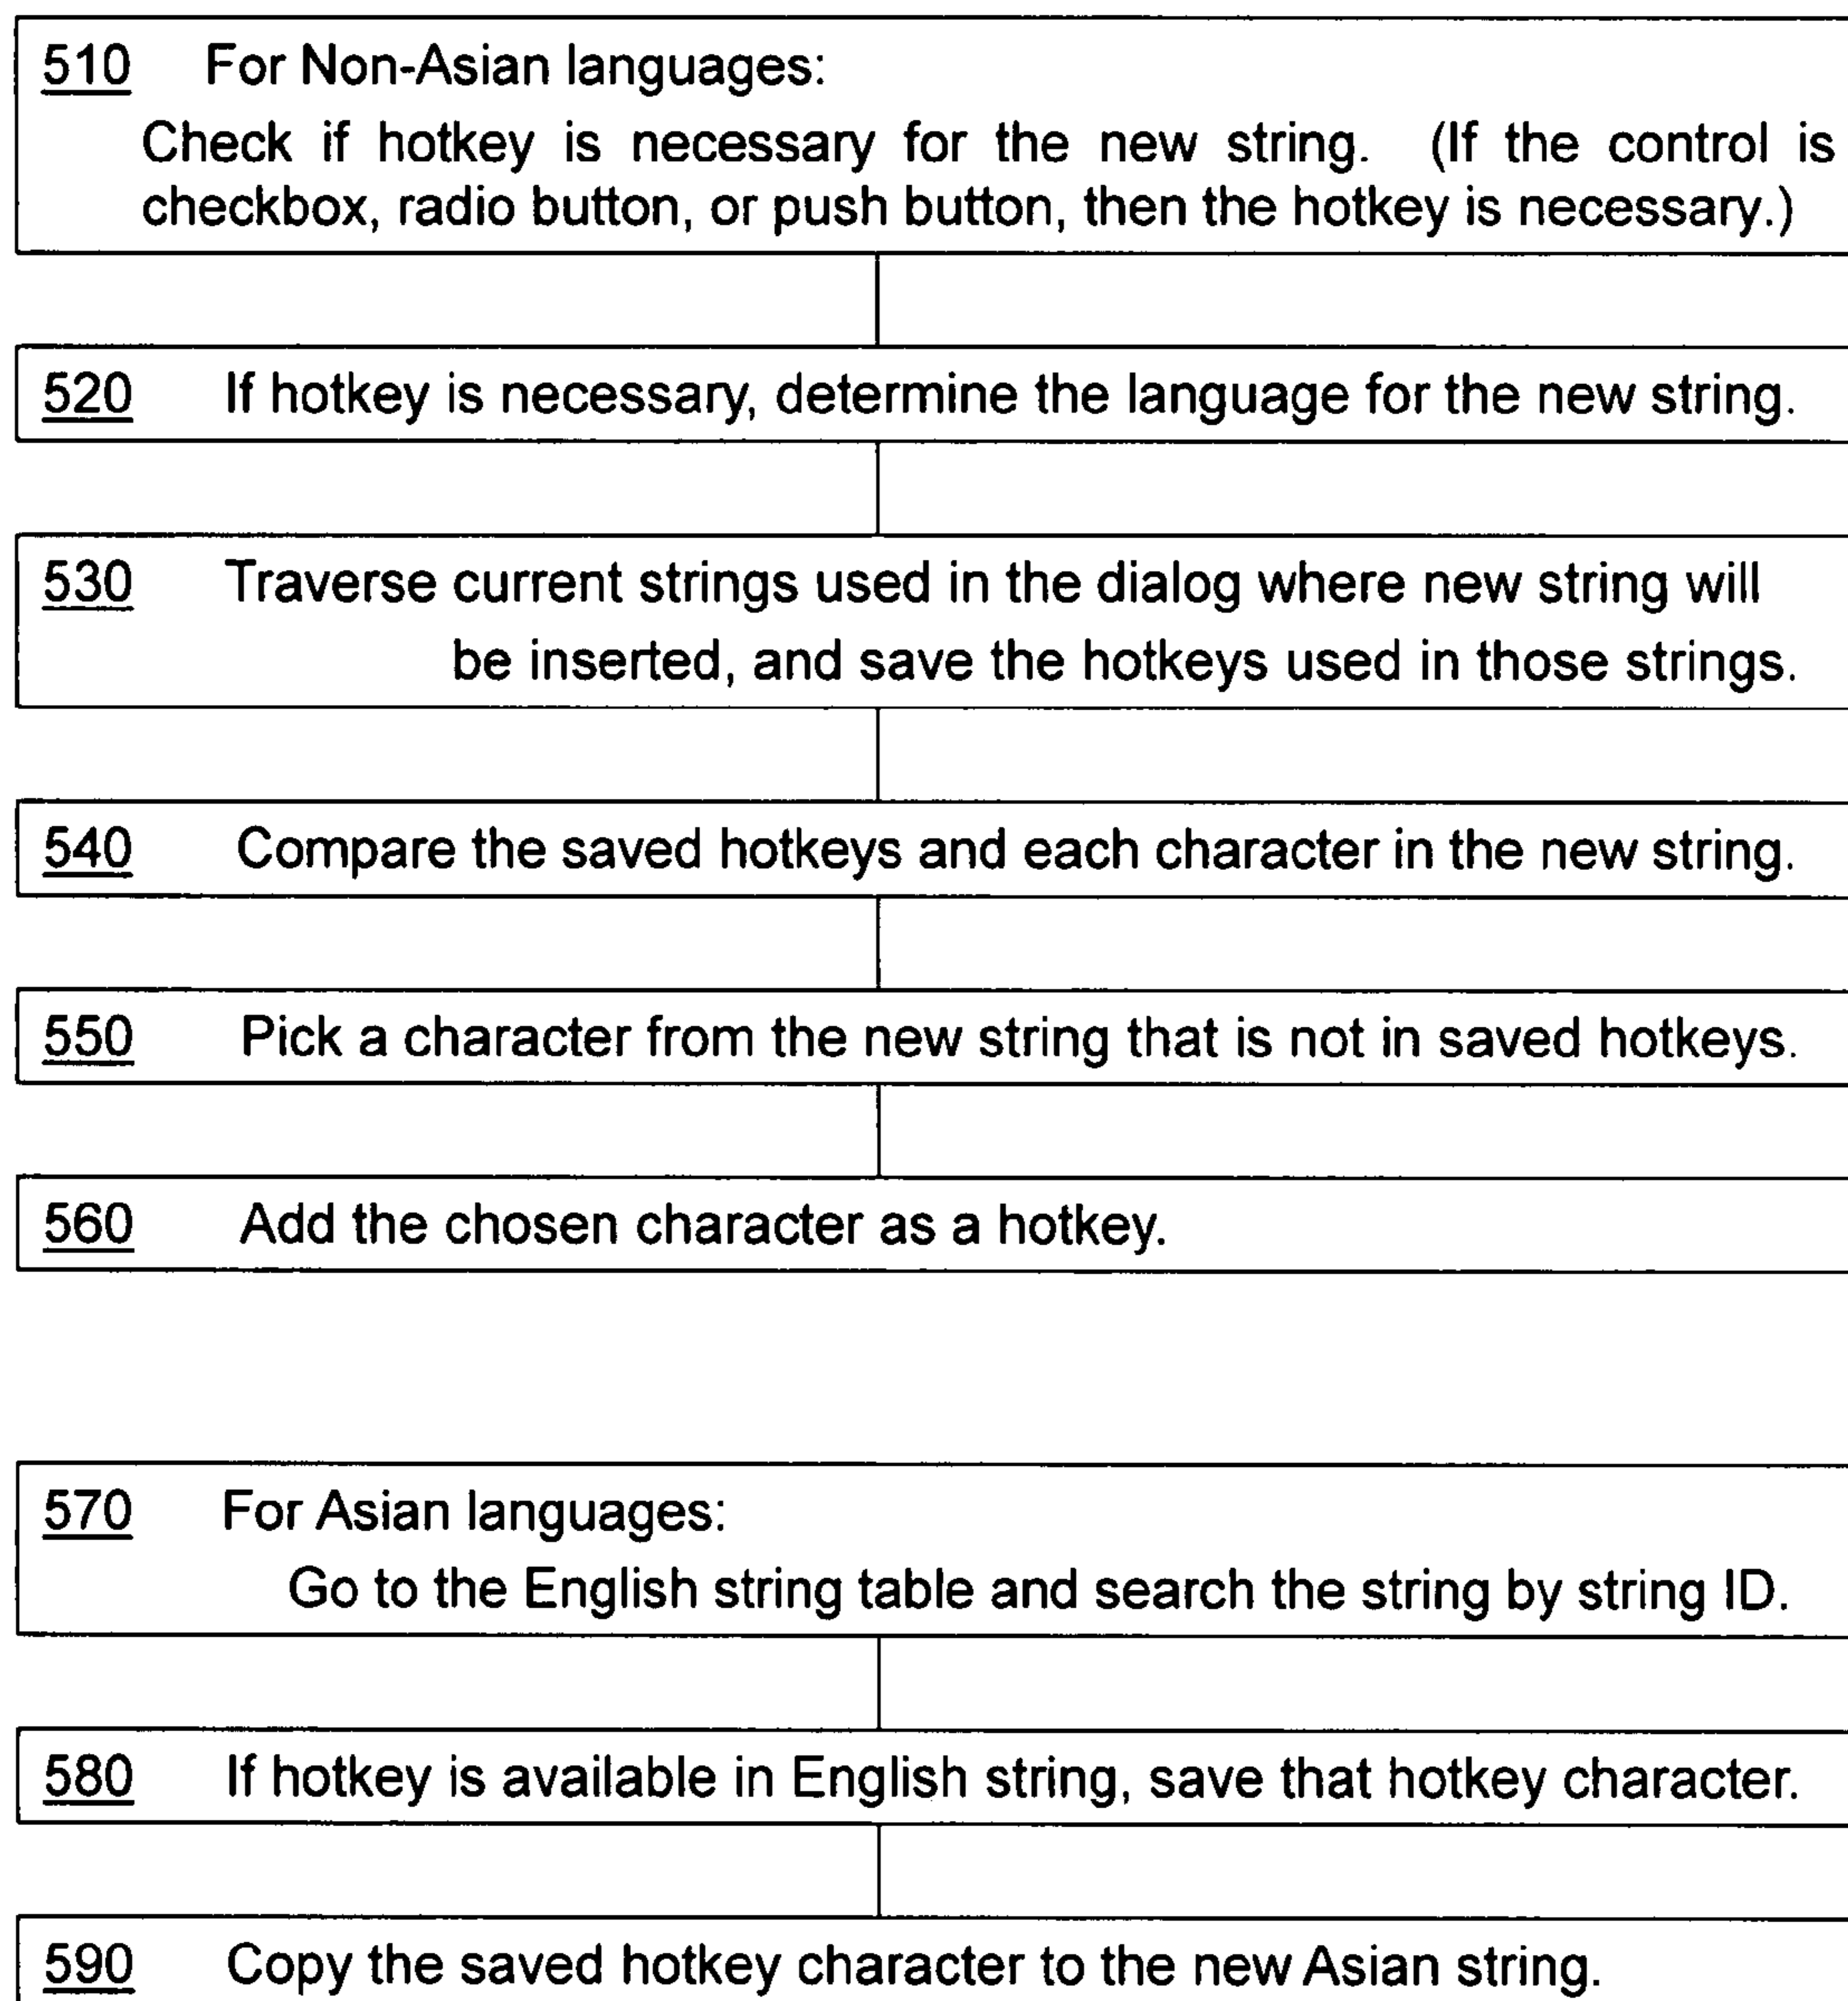 510 For Non-Asian languages:
Check if hotkey is necessary for the new string. (If the control is
checkbox, radio button, or push button, then the hotkey is necessary.)
520 If hotkey is necessary, determine the language for the new string.
530 Traverse current strings used in the dialog where new string will
be inserted, and save the hotkeys used in those strings.
540 Compare the saved hotkeys and each character in the new string.
550 Pick a character from the new string that is not in saved hotkeys.
560 Add the chosen character as a hotkey.
570 For Asian languages:
Go to the English string table and search the string by string ID.
580 If hotkey is available in English string, save that hotkey character.
590 Copy the saved hotkey character to the new Asian string.